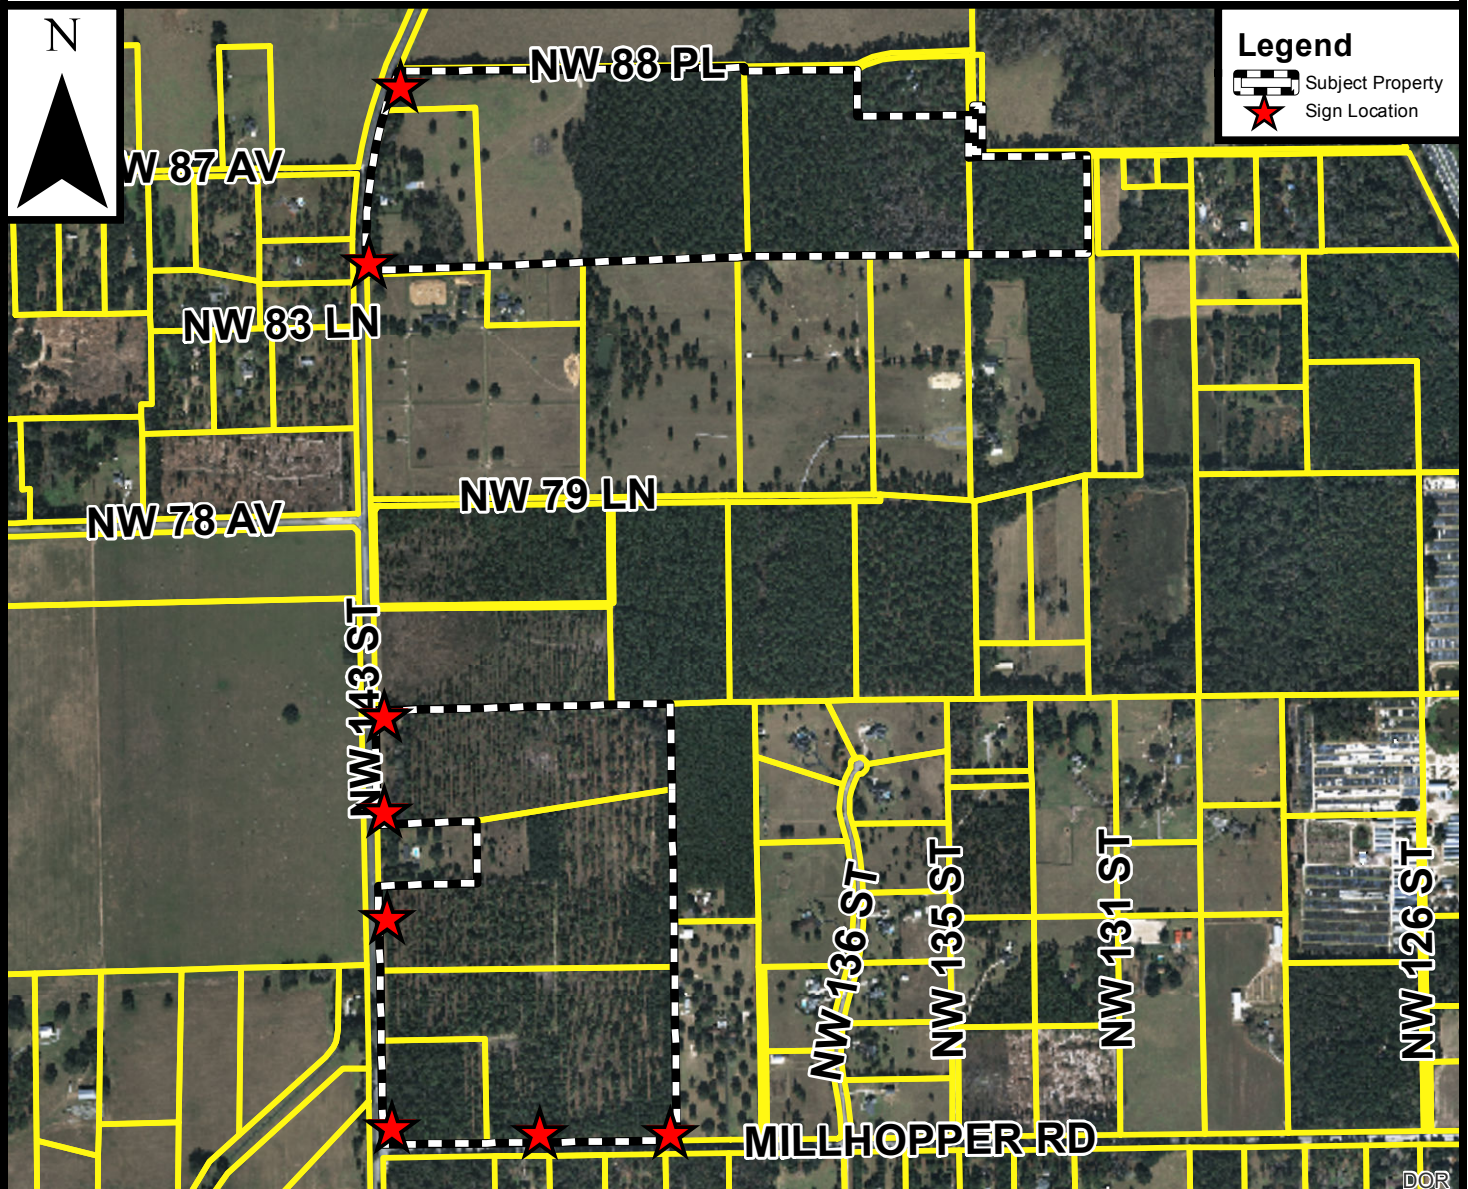 N
Legend
Subject Property
Sign Location
NW 88 PL
W 87 AV
NW 83 LN
NW 79 LN
NW 78 AV
NW 143 ST
NW 136 ST
NW 135 ST
NW 131 ST
NW 126 ST
MILLHOPPER RD
DOR